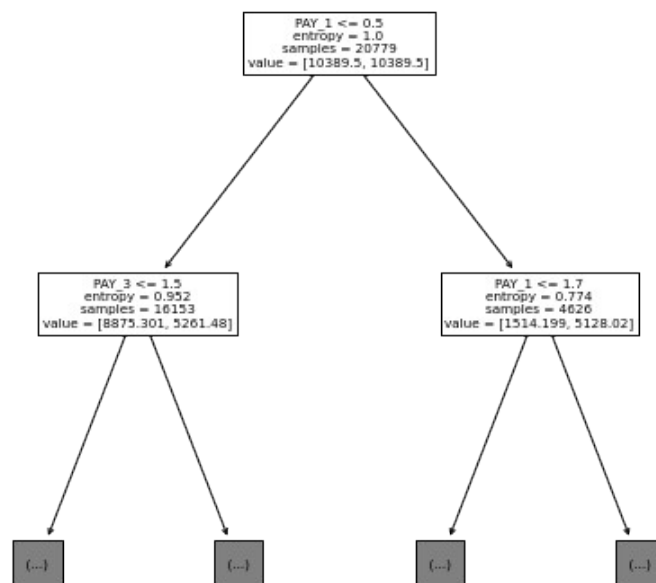 PAY_1 <= 0.5
entropy = 1.0
samples = 20779
value = [10389.5, 10389.5]
PAY_3 <= 1.5
entropy = 0.952
samples = 16153
value = [8875.301, 5261.48]
PAY_1 <= 1.7
entropy = 0.774
samples = 4626
value = [1514.199, 5128.02]
(...)
(...)
(...)
(...)